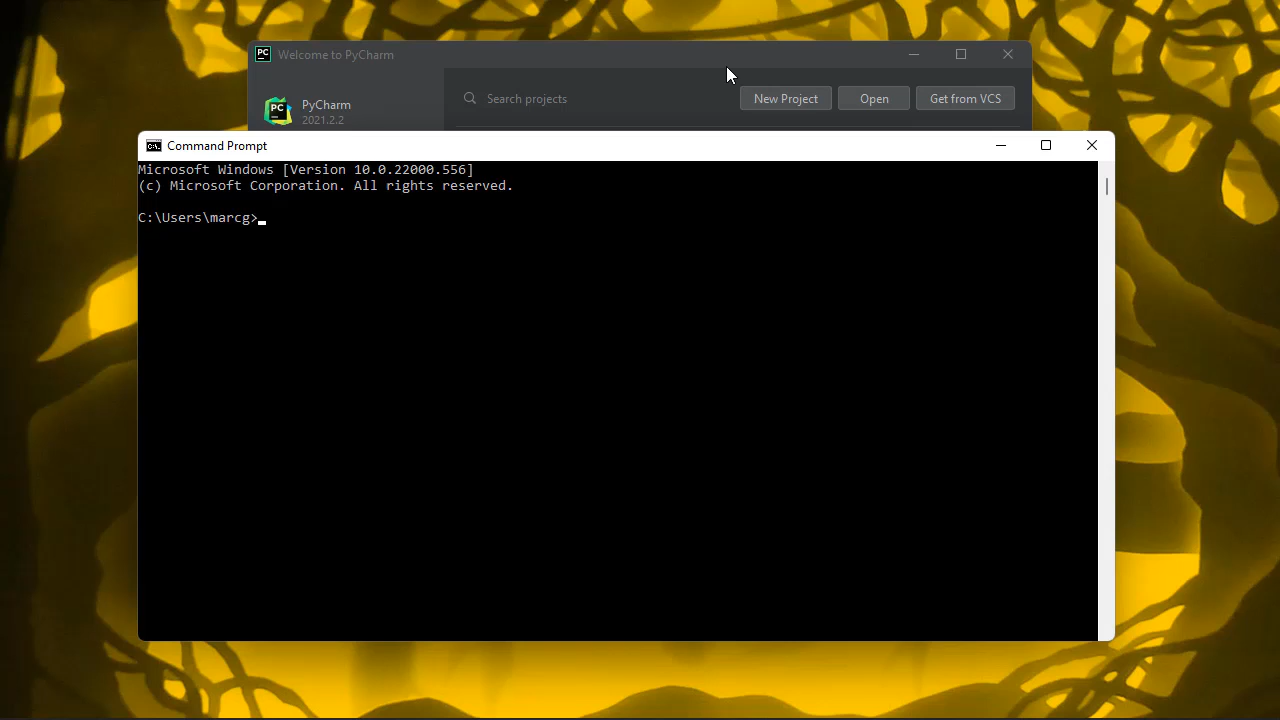 Welcome to PyCharm
PyCharm
2021.2.2
Search projects
New Project
Open
Get from VCS
Command Prompt
Microsoft Windows [Version 10.0.22000.556]
(c) Microsoft Corporation. All rights reserved.
C:\Users\marcg>